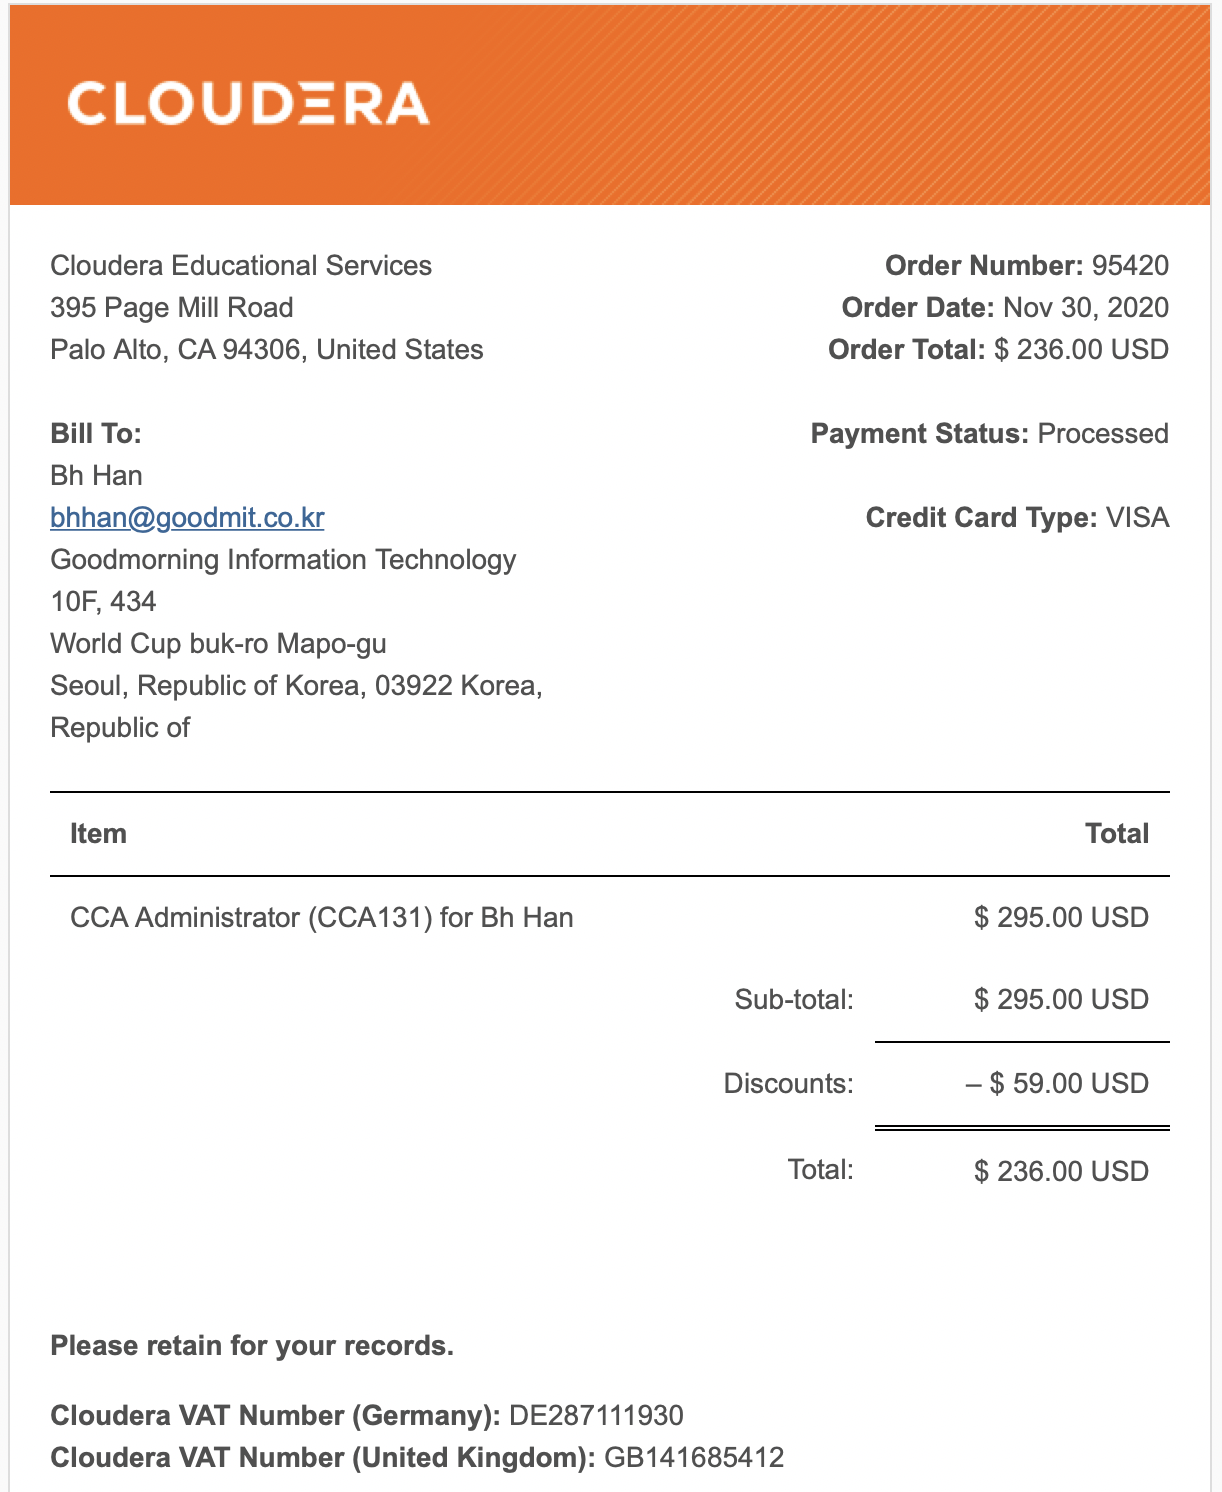 CLOUDERA
Cloudera Educational Services
395 Page Mill Road
Palo Alto, CA 94306, United States
Order Number: 95420
Order Date: Nov 30, 2020
Order Total: $ 236.00 USD
Bill To:
Bh Han
bhhan@goodmit.co.kr
Goodmorning Information Technology
10F, 434
World Cup buk-ro Mapo-gu
Seoul, Republic of Korea, 03922 Korea,
Republic of
Payment Status: Processed
Credit Card Type: VISA
Item Total
CCA Administrator (CCA131) for Bh Han $ 295.00 USD
Sub-total: $ 295.00 USD
Discounts: – $ 59.00 USD
Total: $ 236.00 USD
Please retain for your records.
Cloudera VAT Number (Germany): DE287111930
Cloudera VAT Number (United Kingdom): GB141685412